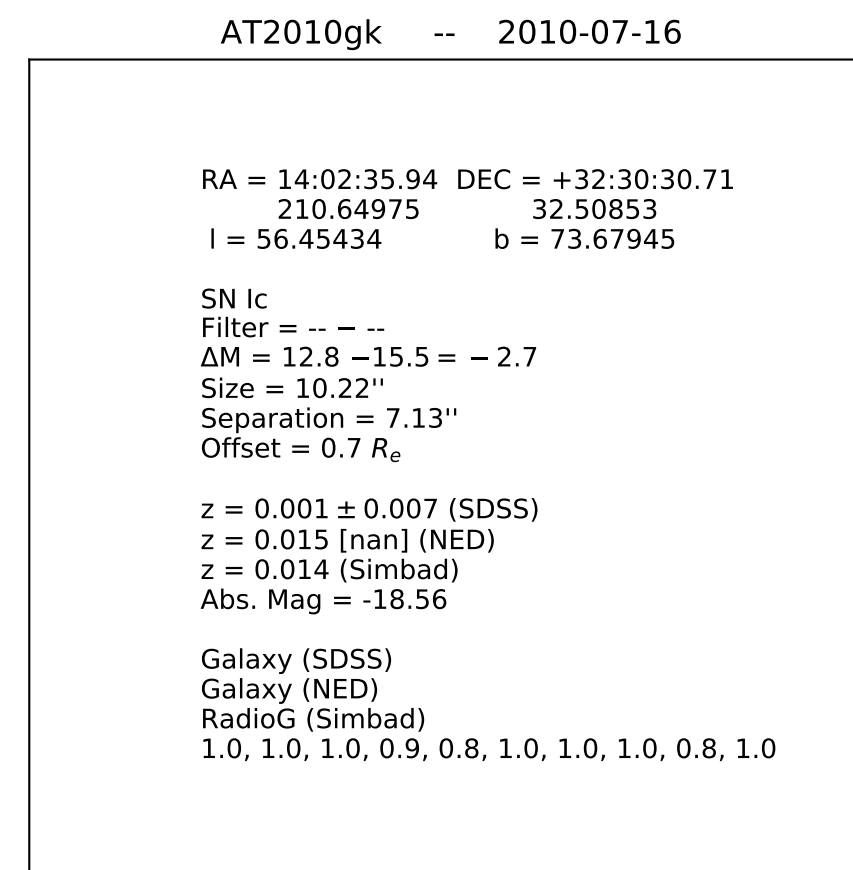 AT2010gk -- 2010-07-16
RA = 14:02:35.94 DEC = +32:30:30.71
210.64975 32.50853
l = 56.45434 b = 73.67945
SN Ic
Filter = -- − --
ΔM = 12.8 −15.5 = − 2.7
Size = 10.22''
Separation = 7.13''
Offset = 0.7 Rₑ
z = 0.001 ± 0.007 (SDSS)
z = 0.015 [nan] (NED)
z = 0.014 (Simbad)
Abs. Mag = -18.56
Galaxy (SDSS)
Galaxy (NED)
RadioG (Simbad)
1.0, 1.0, 1.0, 0.9, 0.8, 1.0, 1.0, 1.0, 0.8, 1.0